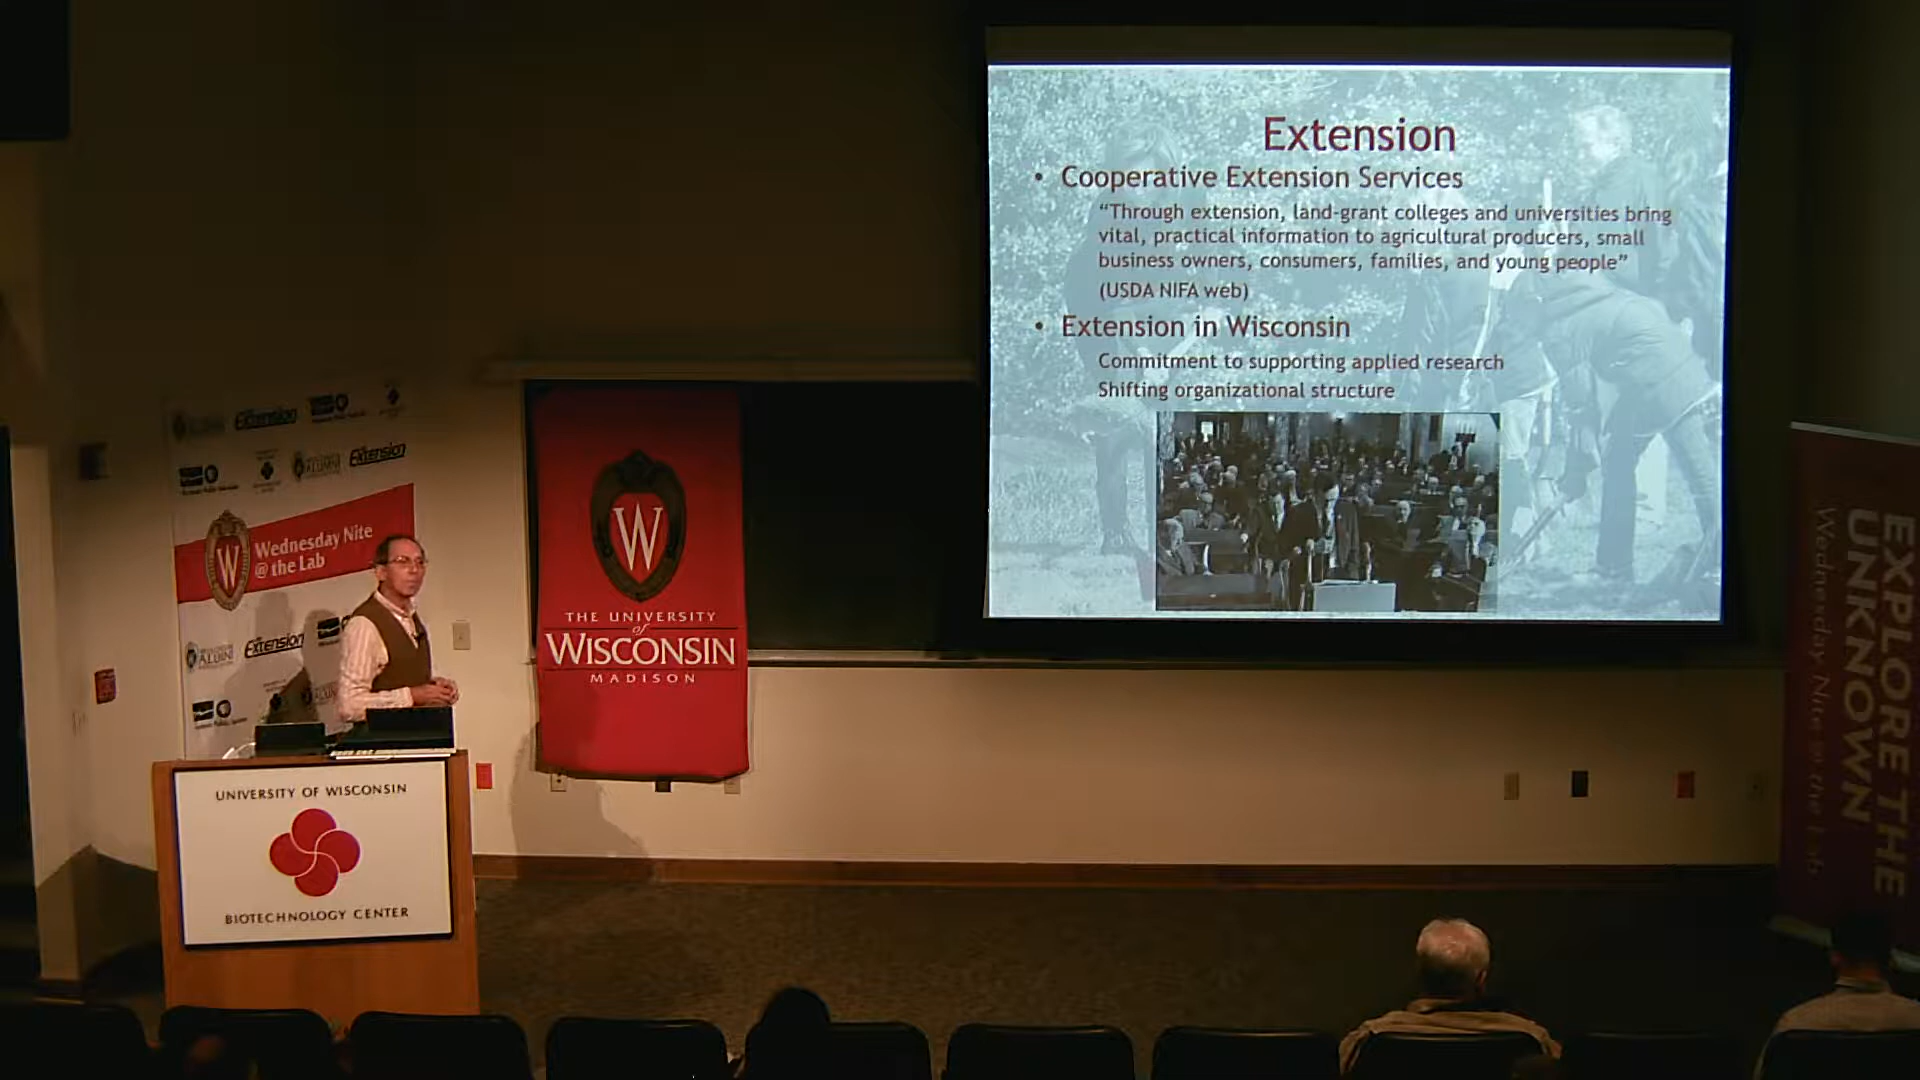 Extension
• Cooperative Extension Services
“Through extension, land-grant colleges and universities bring
vital, practical information to agricultural producers, small
business owners, consumers, families, and young people”
(USDA NIFA web)
• Extension in Wisconsin
Commitment to supporting applied research
Shifting organizational structure
Extension
Extension
ALUMNI
W
Wednesday Nite
@ the Lab
ALUMNI
Extension
W
THE UNIVERSITY
of
WISCONSIN
MADISON
UNIVERSITY OF WISCONSIN
BIOTECHNOLOGY CENTER
EXPLORE THE
UNKNOWN
Wednesday Nite @ the Lab